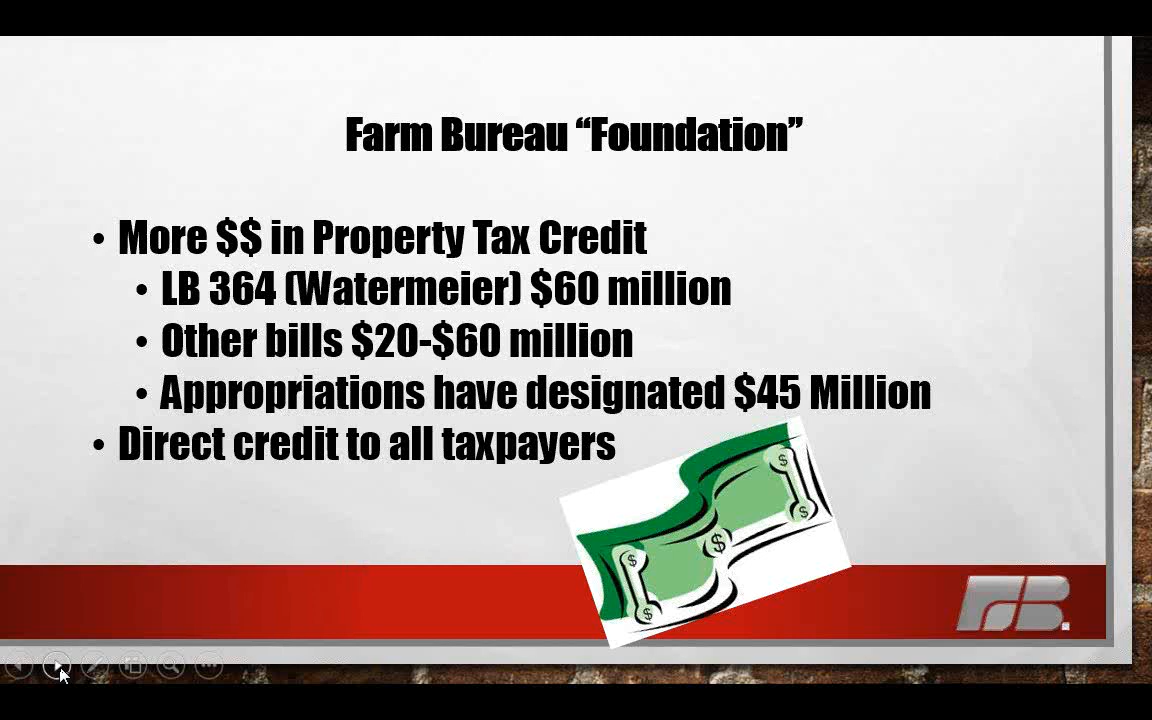 Farm Bureau “Foundation”
• More $$ in Property Tax Credit
• LB 364 (Watermeier) $60 million
• Other bills $20-$60 million
• Appropriations have designated $45 Million
• Direct credit to all taxpayers
$
$
$
$
$
FB